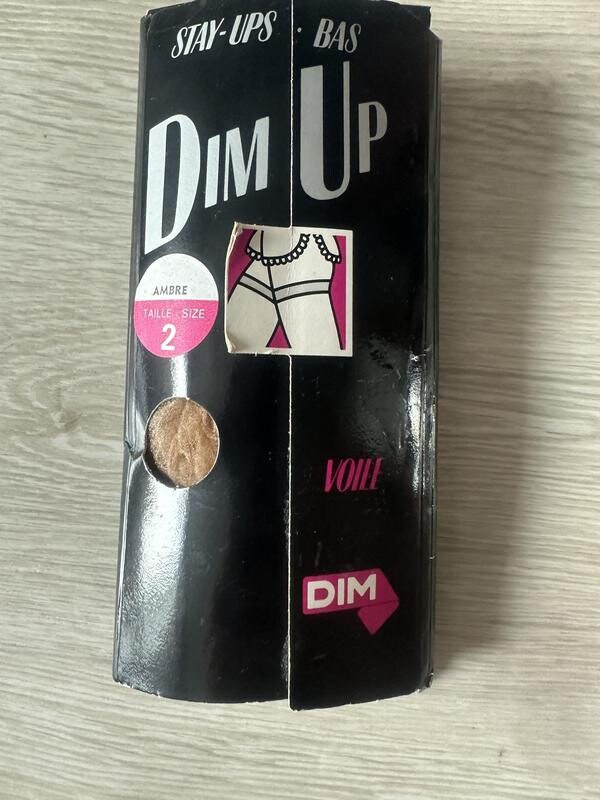 STAY-UPS · BAS
DIM UP
AMBRE
TAILLE . SIZE
2
VOILE
DIM